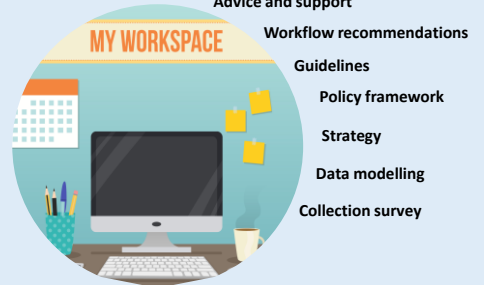 Advice and support
MY WORKSPACE
Workflow recommendations
Guidelines
Policy framework
Strategy
Data modelling
Collection survey